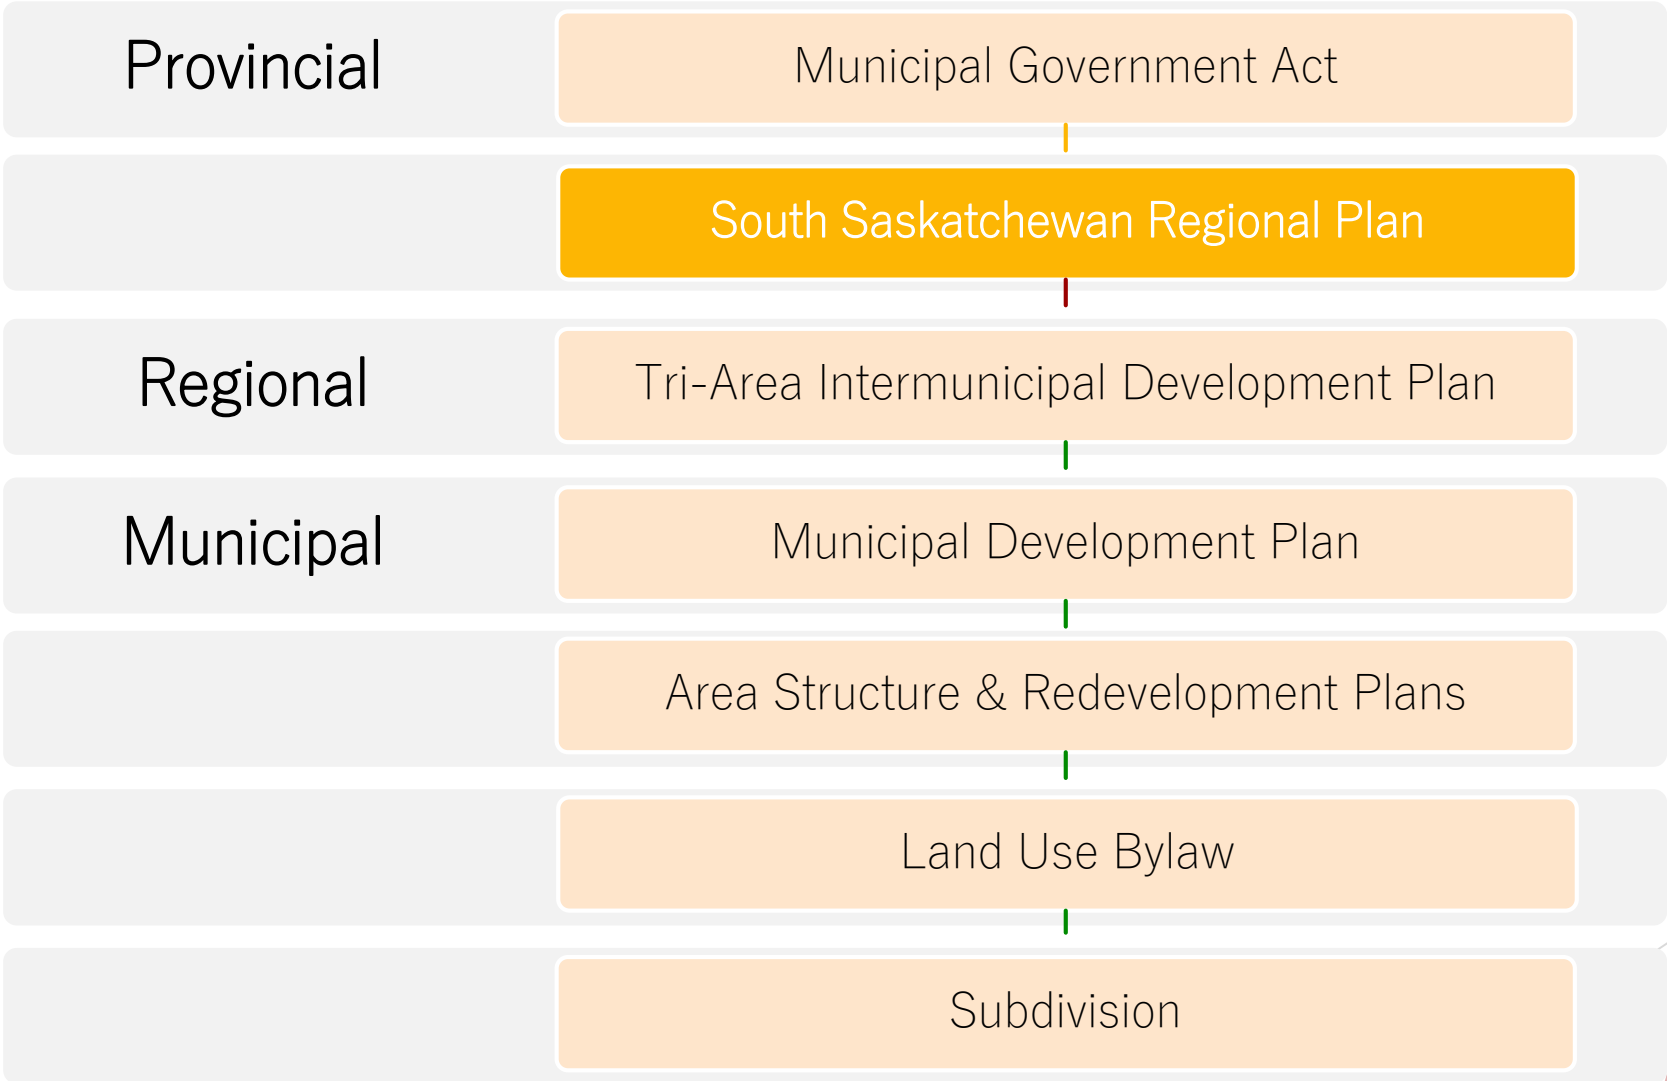 Provincial
Municipal Government Act
South Saskatchewan Regional Plan
Regional
Tri-Area Intermunicipal Development Plan
Municipal
Municipal Development Plan
Area Structure & Redevelopment Plans
Land Use Bylaw
Subdivision